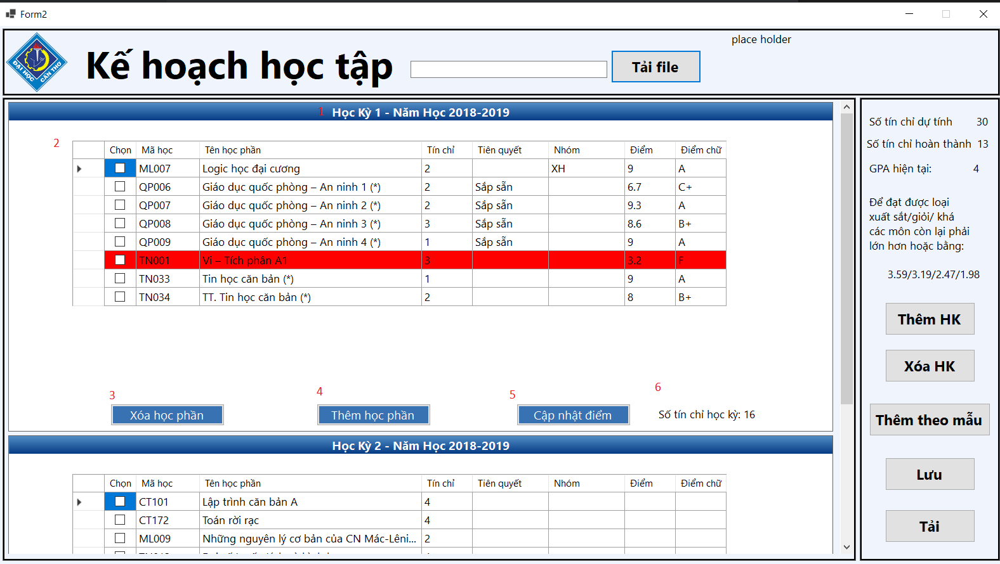 Form2
ĐẠI HỌC CẦN THƠ
Kế hoạch học tập
Tải file
place holder
1 Học Kỳ 1 - Năm Học 2018-2019
2
Chọn Mã học Tên học phần Tín chỉ Tiên quyết Nhóm Điểm Điểm chữ
ML007 Logic học đại cương 2 XH 9 A
QP006 Giáo dục quốc phòng – An ninh 1 (*) 2 Sắp sẵn 6.7 C+
QP007 Giáo dục quốc phòng – An ninh 2 (*) 2 Sắp sẵn 9.3 A
QP008 Giáo dục quốc phòng – An ninh 3 (*) 3 Sắp sẵn 8.6 B+
QP009 Giáo dục quốc phòng – An ninh 4 (*) 1 Sắp sẵn 9 A
TN001 Vi – Tích phân A1 3 3.2 F
TN033 Tin học căn bản (*) 1 9 A
TN034 TT. Tin học căn bản (*) 2 8 B+
3 4 5 6
Xóa học phần Thêm học phần Cập nhật điểm Số tín chỉ học kỳ: 16
Học Kỳ 2 - Năm Học 2018-2019
Chọn Mã học Tên học phần Tín chỉ Tiên quyết Nhóm Điểm Điểm chữ
CT101 Lập trình căn bản A 4
CT172 Toán rời rạc 4
ML009 Những nguyên lý cơ bản của CN Mác-Lêni... 2
Số tín chỉ dự tính 30
Số tín chỉ hoàn thành 13
GPA hiện tại: 4
Để đạt được loại
xuất sắt/giỏi/ khá
các môn còn lại phải
lớn hơn hoặc bằng:
3.59/3.19/2.47/1.98
Thêm HK
Xóa HK
Thêm theo mẫu
Lưu
Tải